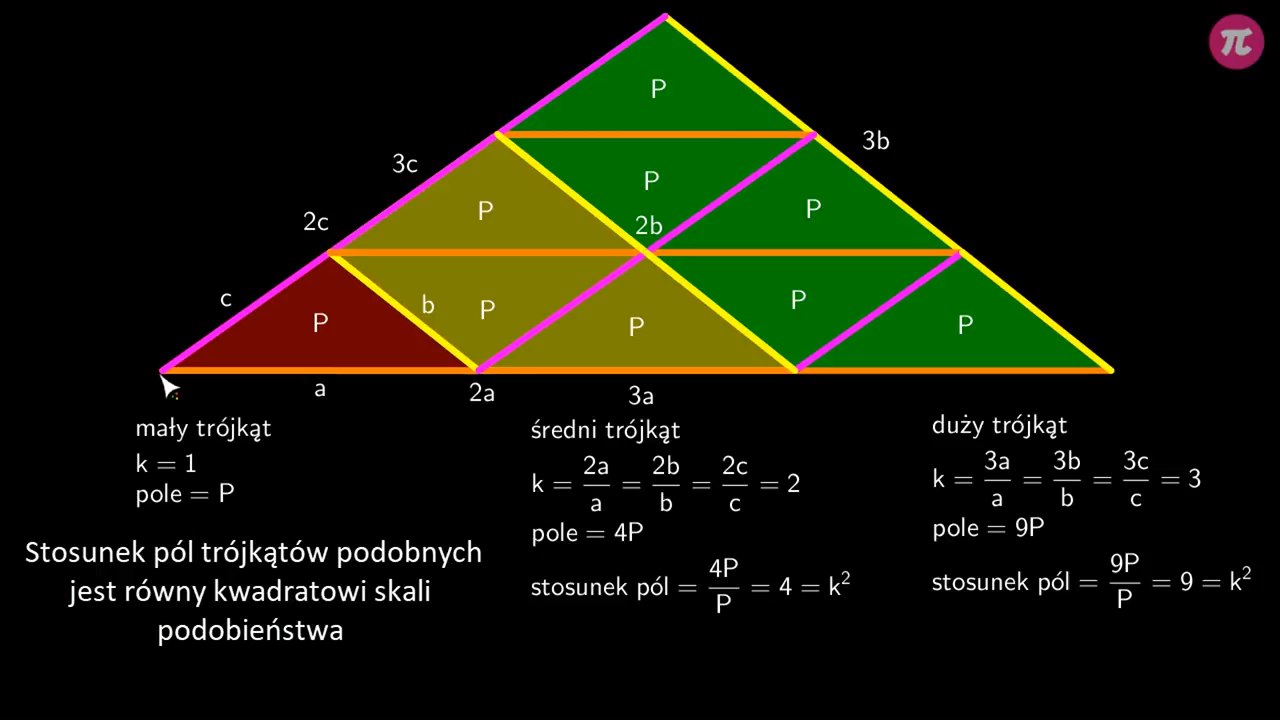 π
P
3b
3c
P
P
P
2c
2b
P
c
b
P
P
P
P
P
a
2a
3a
mały trójkąt
k = 1
pole = P
Stosunek pól trójkątów podobnych
jest równy kwadratowi skali
podobieństwa
średni trójkąt
k = 2a/a = 2b/b = 2c/c = 2
pole = 4P
stosunek pól = 4P/P = 4 = k²
duży trójkąt
k = 3a/a = 3b/b = 3c/c = 3
pole = 9P
stosunek pól = 9P/P = 9 = k²